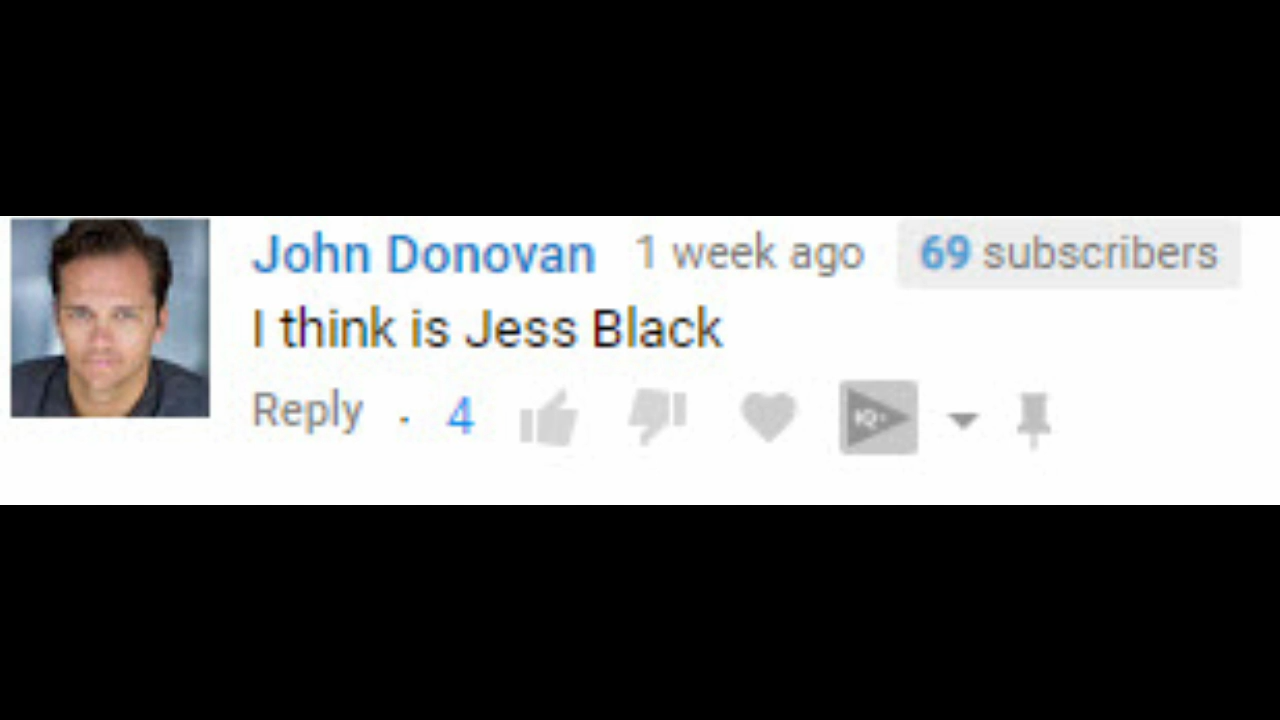 John Donovan 1 week ago 69 subscribers
I think is Jess Black
Reply · 4